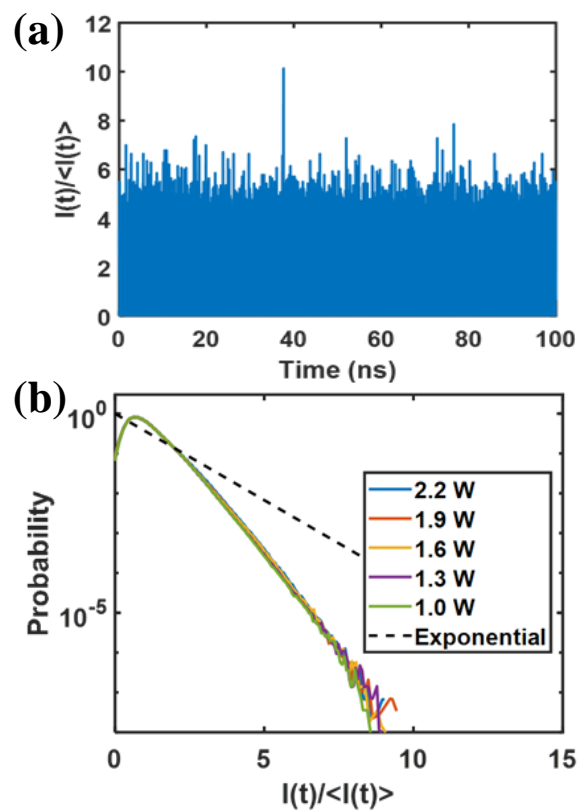 (a)
I(t)/<I(t)>
12
10
8
6
4
2
0
0 20 40 60 80 100
Time (ns)
(b)
Probability
10^0
10^-5
2.2 W
1.9 W
1.6 W
1.3 W
1.0 W
Exponential
0 5 10 15
I(t)/<I(t)>